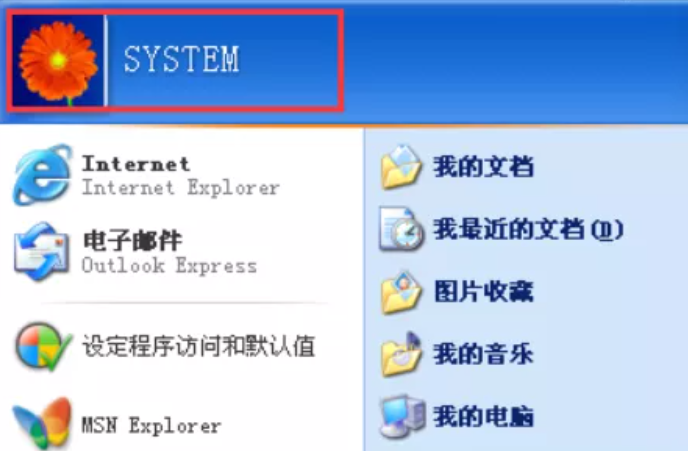 SYSTEM
Internet
Internet Explorer
电子邮件
Outlook Express
设定程序访问和默认值
MSN Explorer
我的文档
我最近的文档(D)
图片收藏
我的音乐
我的电脑